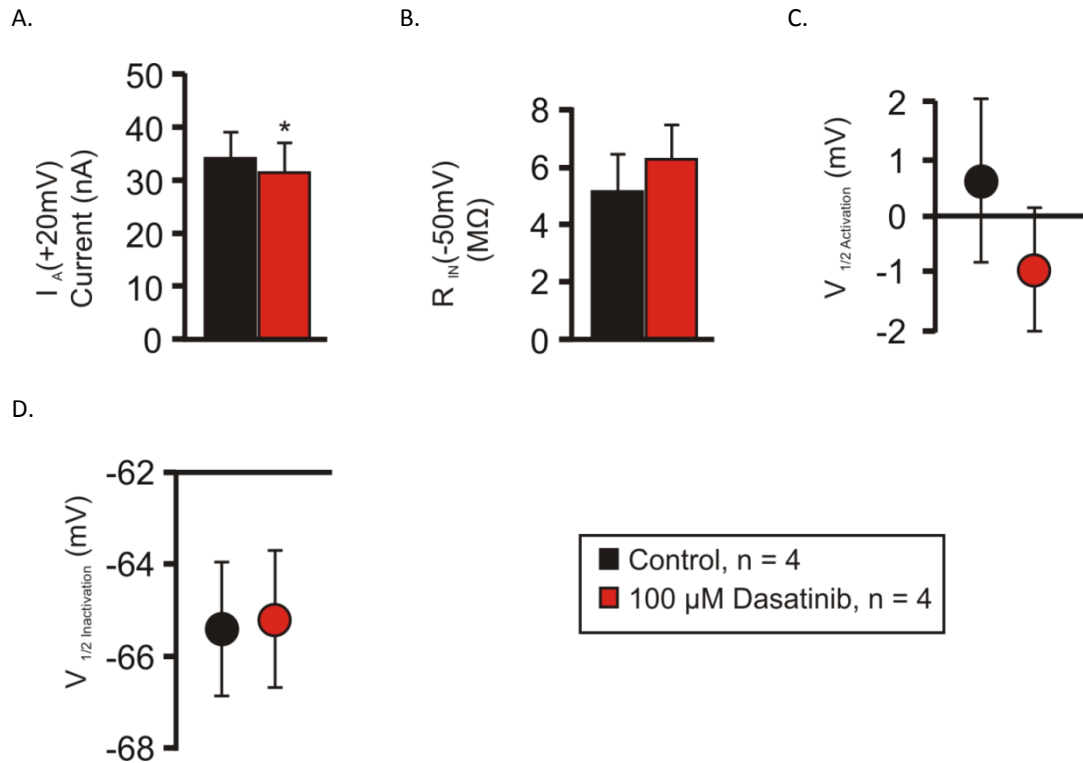 A.
I A (+20mV)
Current (nA)
50
40
30
20
10
0
*
B.
R IN (-50mV)
(MΩ)
8
6
4
2
0
C.
V 1/2 Activation (mV)
2
1
0
-1
-2
D.
V 1/2 Inactivation (mV)
-62
-64
-66
-68
Control, n = 4
100 µM Dasatinib, n = 4